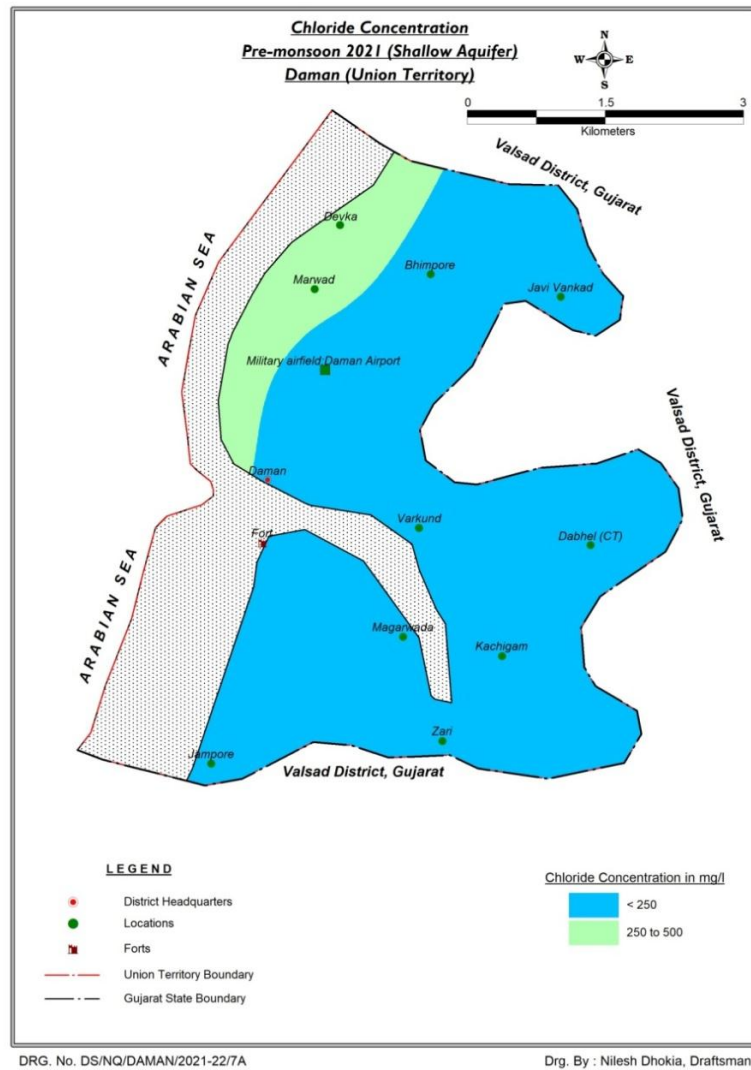 Chloride Concentration
Pre-monsoon 2021 (Shallow Aquifer)
Daman (Union Territory)
N
W E
S
0 1.5 3
Kilometers
Valsad District, Gujarat
ARABIAN SEA
Devka
Bhimpore
Marwad
Javi Vankad
Military airfield;Daman Airport
Valsad District, Gujarat
Daman
Varkund
Fort
Dabhel (CT)
ARABIAN SEA
Magarwada
Kachigam
Zari
Jampore
Valsad District, Gujarat
LEGEND
District Headquarters
Locations
Forts
Union Territory Boundary
Gujarat State Boundary
Chloride Concentration in mg/l
< 250
250 to 500
DRG. No. DS/NQ/DAMAN/2021-22/7A
Drg. By : Nilesh Dhokia, Draftsman